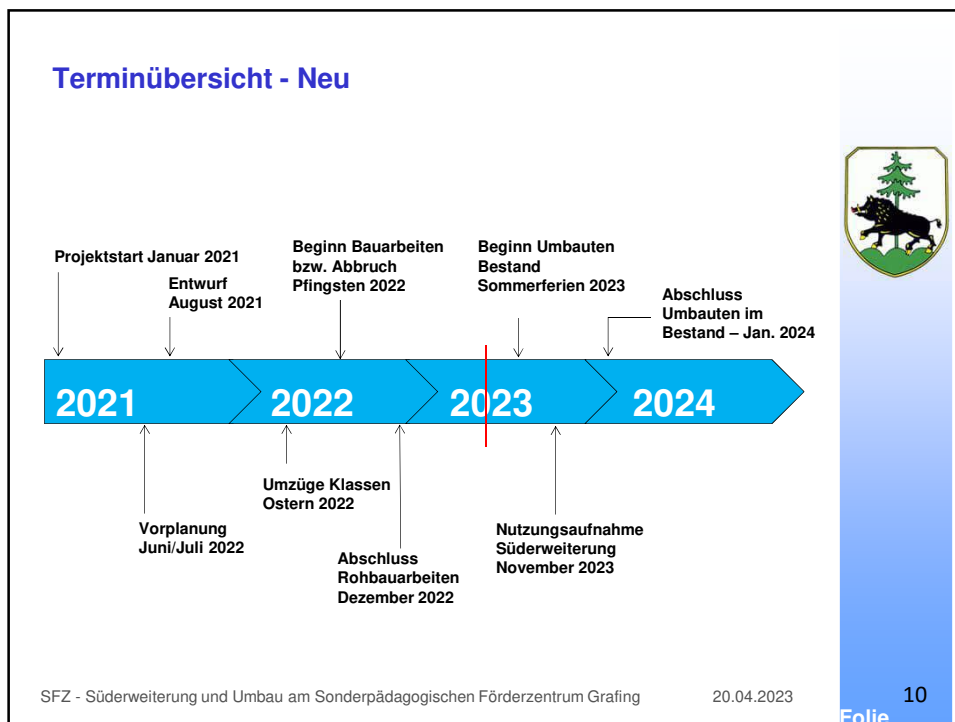 Terminübersicht - Neu
Projektstart Januar 2021
Entwurf
August 2021
Beginn Bauarbeiten
bzw. Abbruch
Pfingsten 2022
Beginn Umbauten
Bestand
Sommerferien 2023
Abschluss
Umbauten im
Bestand – Jan. 2024
2021
2022
2023
2024
Vorplanung
Juni/Juli 2022
Umzüge Klassen
Ostern 2022
Abschluss
Rohbauarbeiten
Dezember 2022
Nutzungsaufnahme
Süderweiterung
November 2023
SFZ - Süderweiterung und Umbau am Sonderpädagogischen Förderzentrum Grafing 20.04.2023 10
Folie